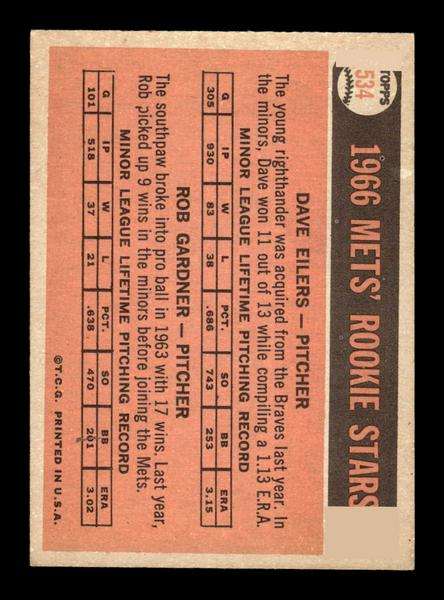 TOPPS
534
1966 METS' ROOKIE STARS
DAVE EILERS — PITCHER
The young righthander was acquired from the Braves last year. In
the minors, Dave won 11 out of 13 while compiling a 1.13 E.R.A.
MINOR LEAGUE LIFETIME PITCHING RECORD
G IP W L PCT. SO BB ERA
305 930 83 38 .686 743 253 3.15
ROB GARDNER — PITCHER
The southpaw broke into pro ball in 1963 with 17 wins. Last year,
Rob picked up 9 wins in the minors before joining the Mets.
MINOR LEAGUE LIFETIME PITCHING RECORD
G IP W L PCT. SO BB ERA
101 518 37 21 .638 470 201 3.02
©T.C.G. PRINTED IN U.S.A.